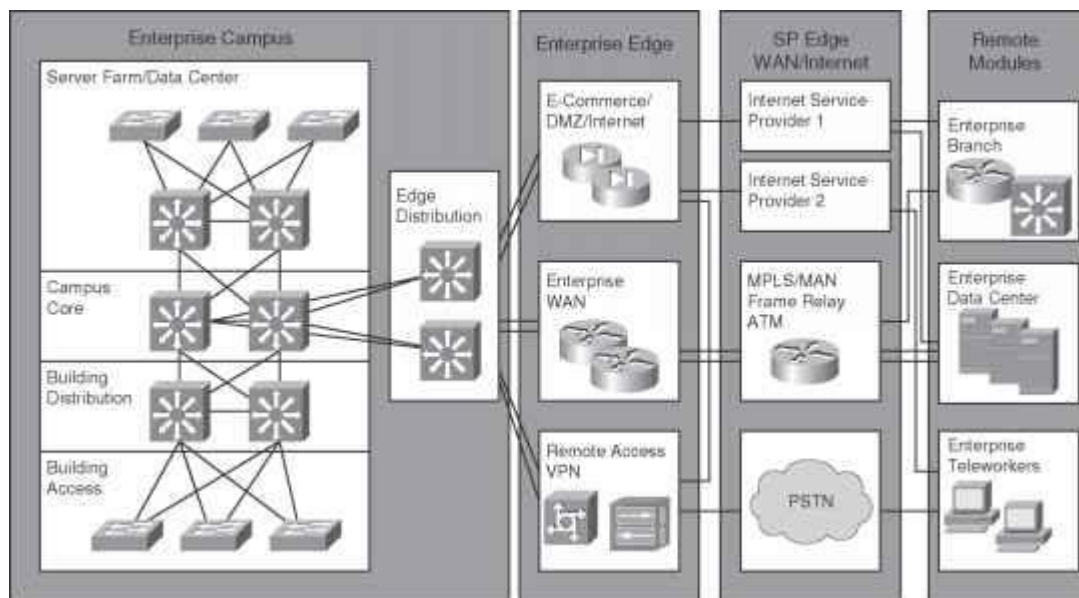 Enterprise Campus
Server Farm/Data Center
Campus
Core
Building
Distribution
Building
Access
Edge
Distribution
Enterprise Edge
E-Commerce/
DMZ/Internet
Enterprise
WAN
Remote Access
VPN
SP Edge
WAN/Internet
Internet Service
Provider 1
Internet Service
Provider 2
MPLS/MAN
Frame Relay
ATM
PSTN
Remote
Modules
Enterprise
Branch
Enterprise
Data Center
Enterprise
Teleworkers